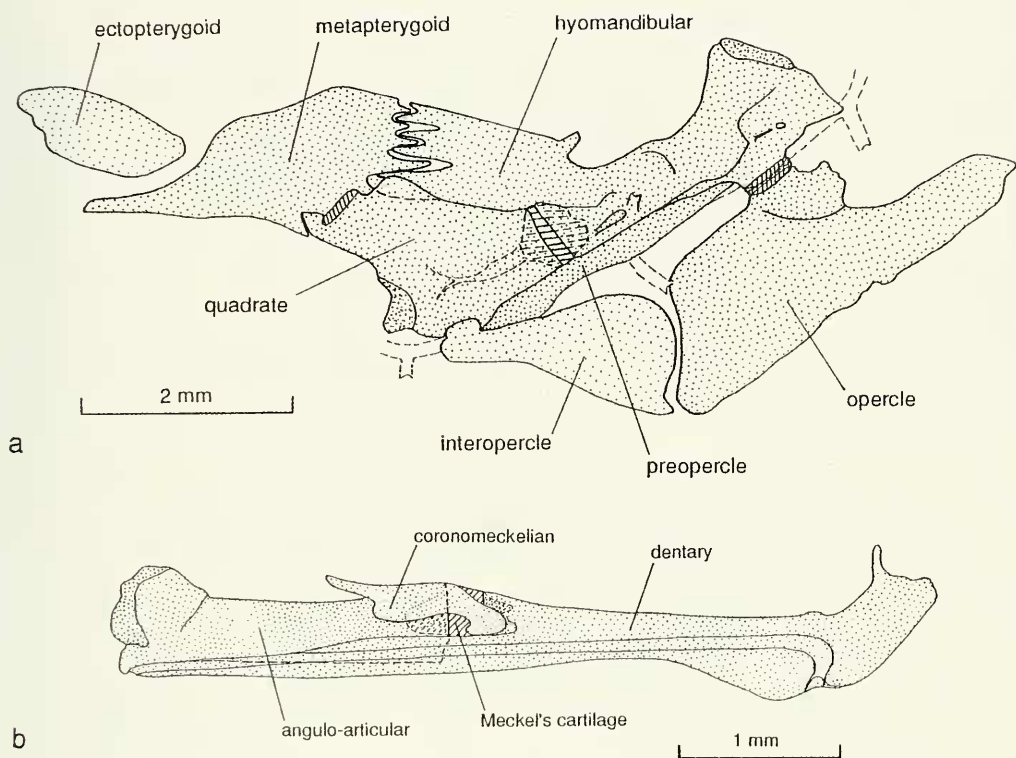 ectopterygoid
metapterygoid
hyomandibular
quadrate
2 mm
opercle
interopercle
preopercle
a
coronomeckelian
dentary
angulo-articular
Meckel's cartilage
1 mm
b